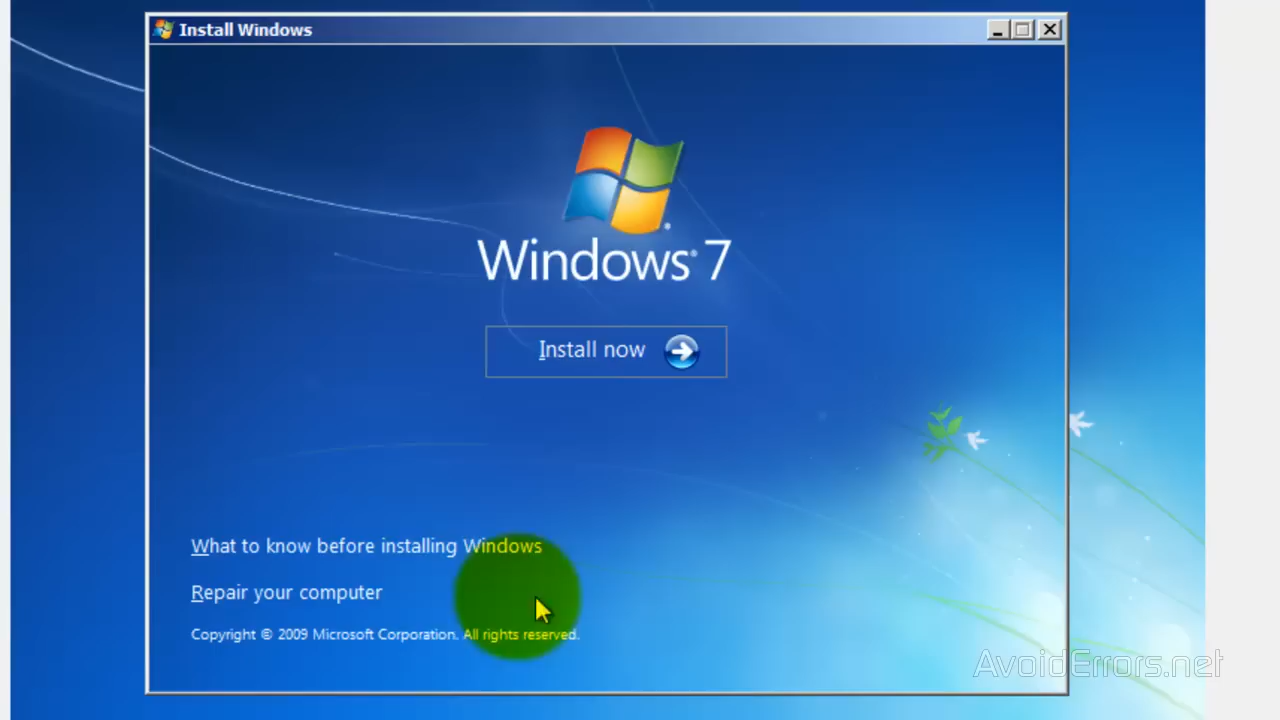 Install Windows
Windows® 7
Install now
What to know before installing Windows
Repair your computer
Copyright © 2009 Microsoft Corporation. All rights reserved.
AvoidErrors.net